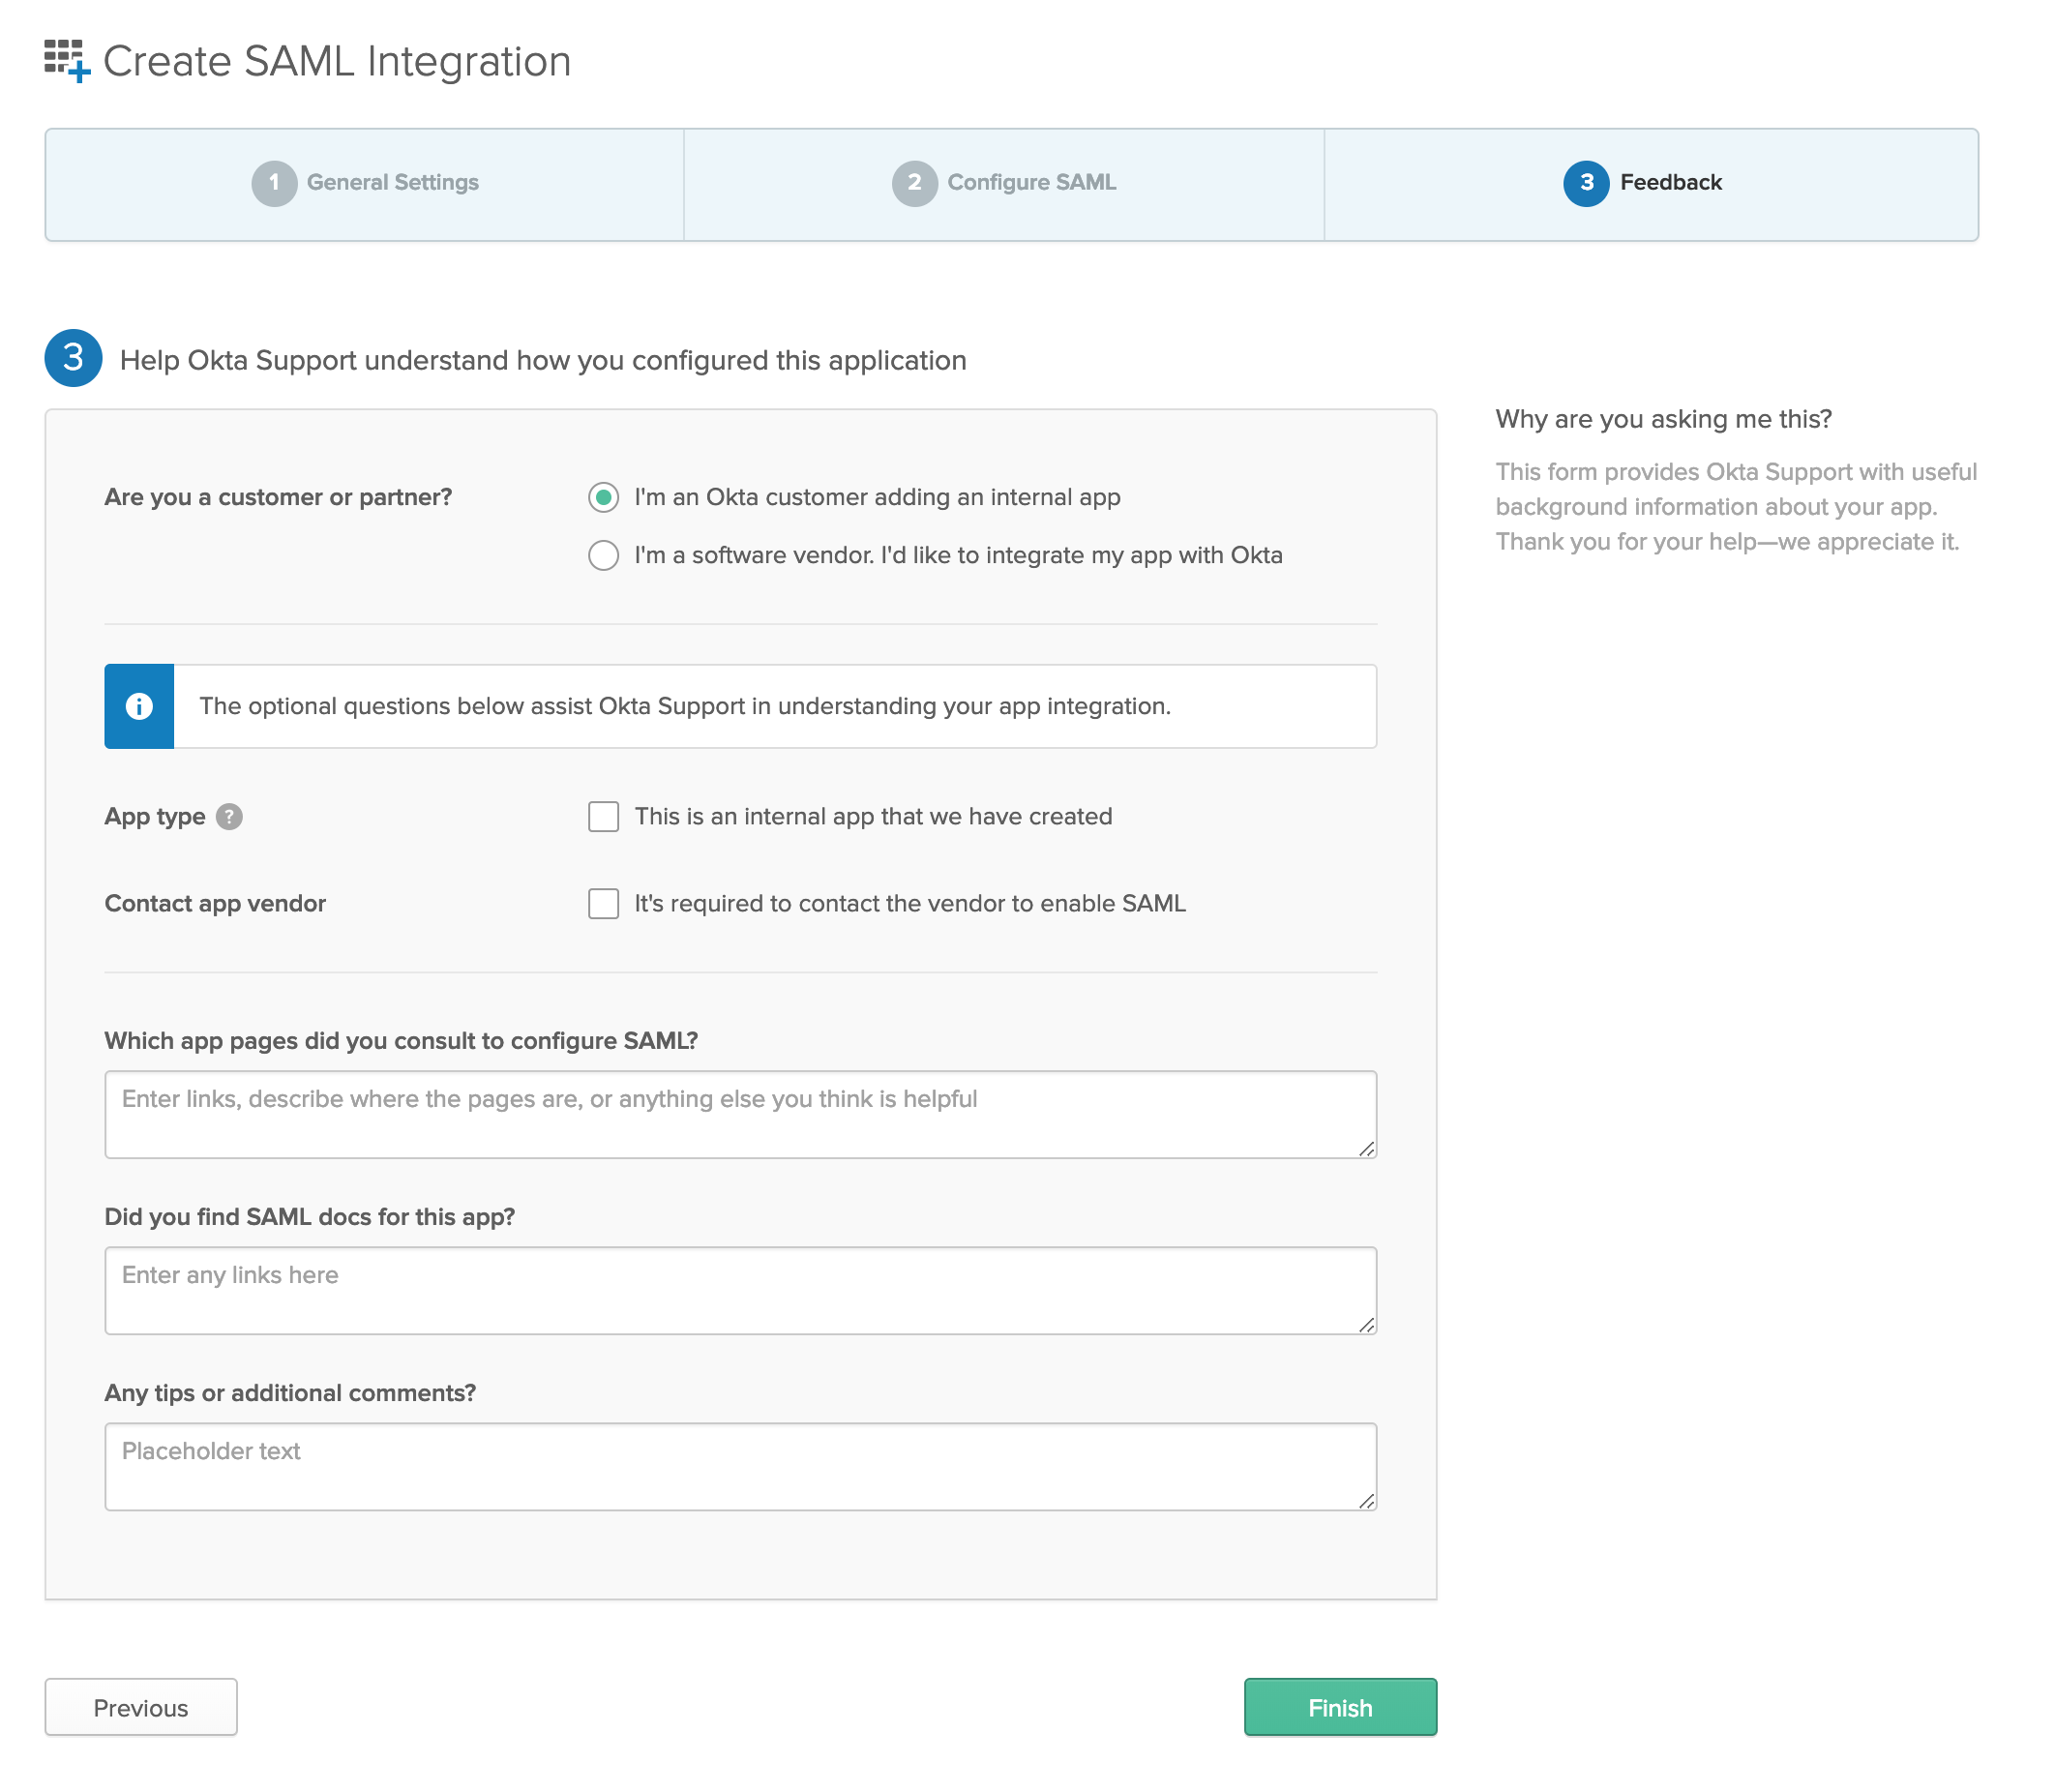 Create SAML Integration
1 General Settings
2 Configure SAML
3 Feedback
3 Help Okta Support understand how you configured this application
Are you a customer or partner?
I'm an Okta customer adding an internal app
I'm a software vendor. I'd like to integrate my app with Okta
The optional questions below assist Okta Support in understanding your app integration.
App type ?
This is an internal app that we have created
Contact app vendor
It's required to contact the vendor to enable SAML
Which app pages did you consult to configure SAML?
Enter links, describe where the pages are, or anything else you think is helpful
Did you find SAML docs for this app?
Enter any links here
Any tips or additional comments?
Placeholder text
Why are you asking me this?
This form provides Okta Support with useful
background information about your app.
Thank you for your help—we appreciate it.
Previous
Finish